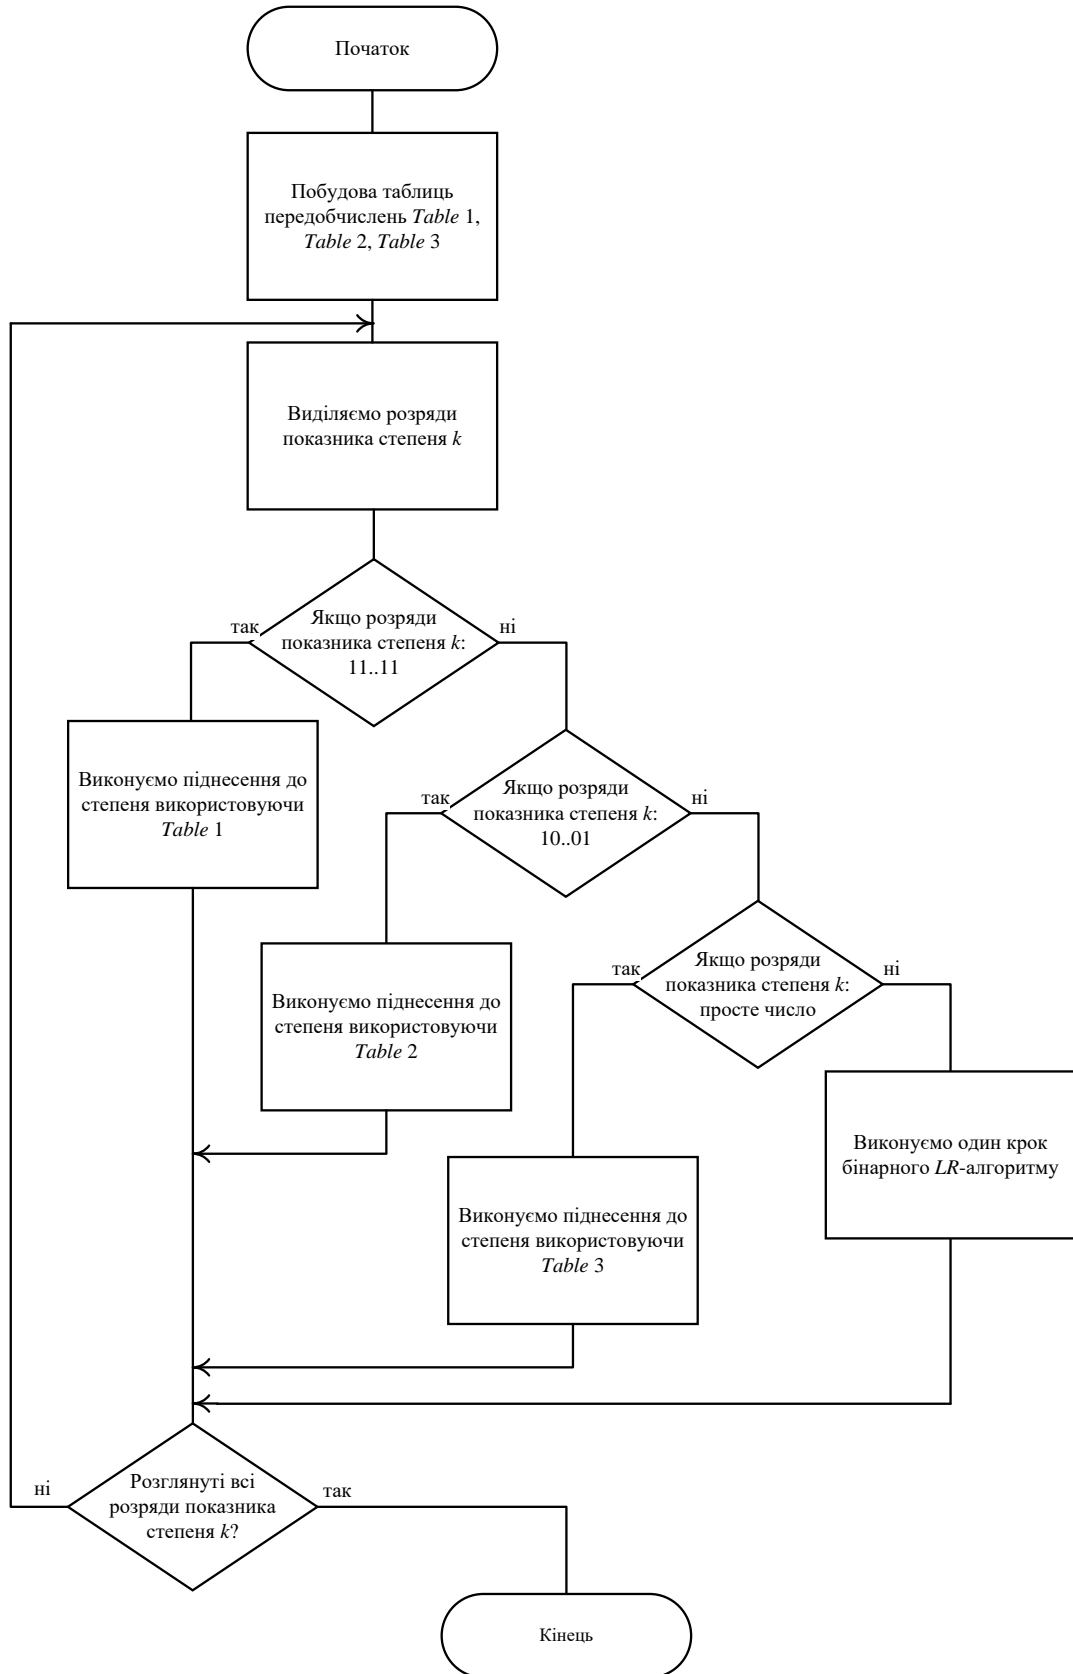 Початок
Побудова таблиць
передобчислень Table 1,
Table 2, Table 3
Виділяємо розряди
показника степеня k
Якщо розряди
показника степеня k:
11..11
так
ні
Виконуємо піднесення до
степеня використовуючи
Table 1
Якщо розряди
показника степеня k:
10..01
так
ні
Виконуємо піднесення до
степеня використовуючи
Table 2
Якщо розряди
показника степеня k:
просте число
так
ні
Виконуємо піднесення до
степеня використовуючи
Table 3
Виконуємо один крок
бінарного LR-алгоритму
Розглянуті всі
розряди показника
степеня k?
ні
так
Кінець